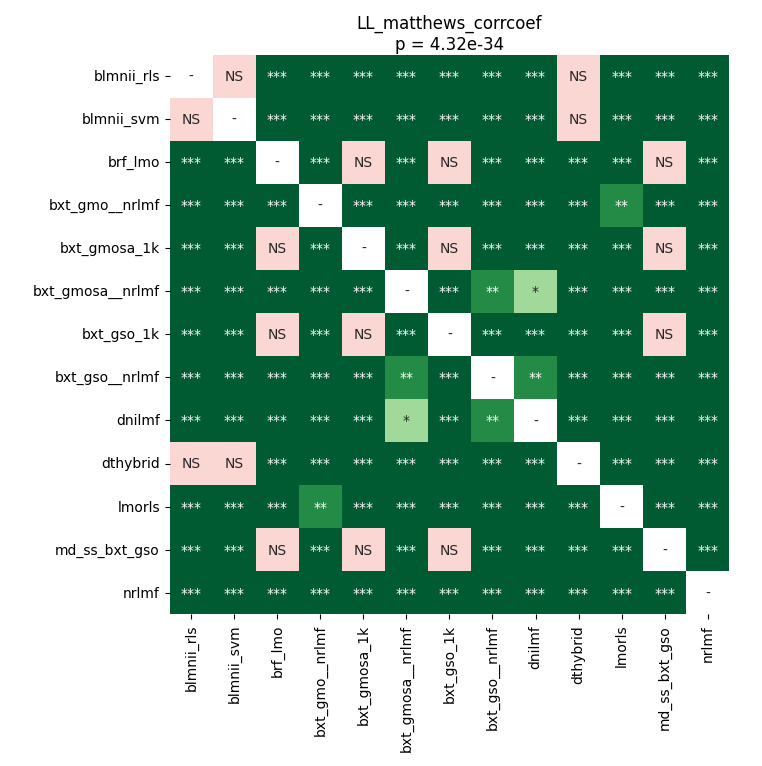 LL_matthews_corrcoef
p = 4.32e-34
blmnii_rls - NS *** *** *** *** *** *** *** NS *** *** ***
blmnii_svm NS - *** *** *** *** *** *** *** NS *** *** ***
brf_lmo *** *** - *** NS *** NS *** *** *** *** NS ***
bxt_gmo__nrlmf *** *** *** - *** *** *** *** *** *** ** *** ***
bxt_gmosa_1k *** *** NS *** - *** NS *** *** *** *** NS ***
bxt_gmosa__nrlmf *** *** *** *** *** - *** ** * *** *** *** ***
bxt_gso_1k *** *** NS *** NS *** - *** *** *** *** NS ***
bxt_gso__nrlmf *** *** *** *** *** ** *** - ** *** *** *** ***
dnilmf *** *** *** *** *** * *** ** - *** *** *** ***
dthybrid NS NS *** *** *** *** *** *** *** - *** *** ***
lmorls *** *** *** ** *** *** *** *** *** *** - *** ***
md_ss_bxt_gso *** *** NS *** NS *** NS *** *** *** *** - ***
nrlmf *** *** *** *** *** *** *** *** *** *** *** *** -
blmnii_rls
blmnii_svm
brf_lmo
bxt_gmo__nrlmf
bxt_gmosa_1k
bxt_gmosa__nrlmf
bxt_gso_1k
bxt_gso__nrlmf
dnilmf
dthybrid
lmorls
md_ss_bxt_gso
nrlmf